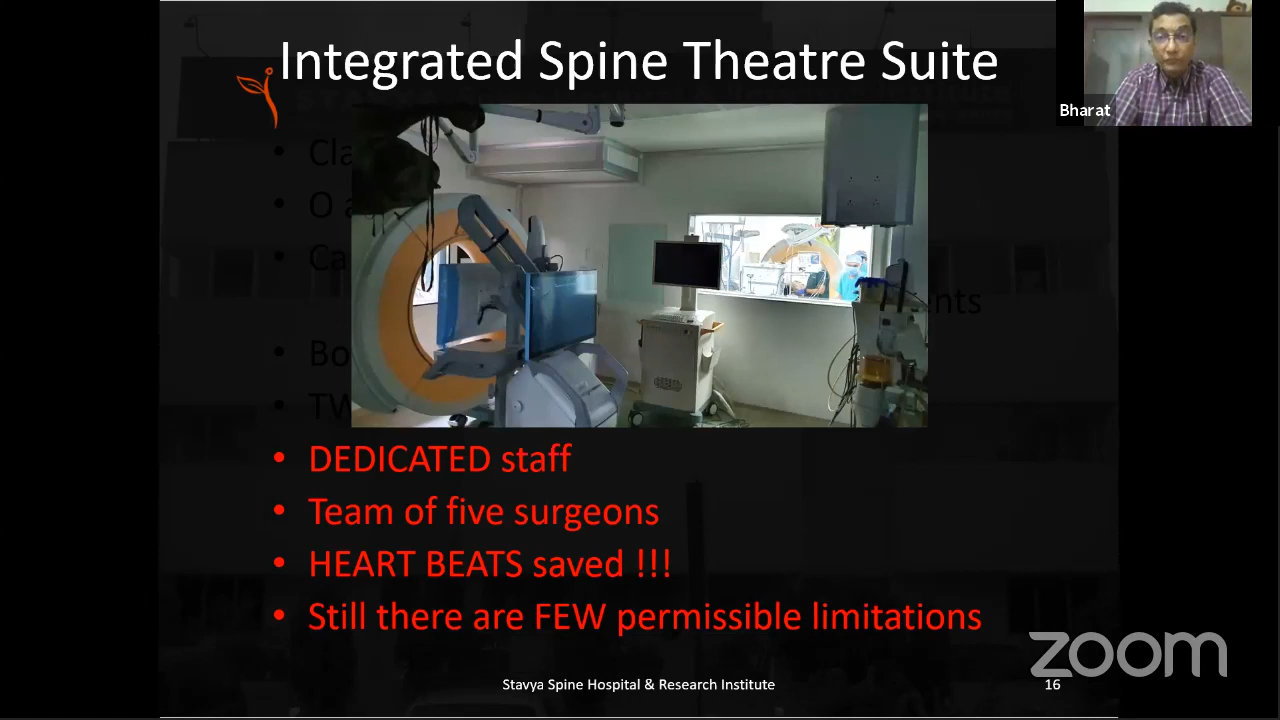 Integrated Spine Theatre Suite
Bharat
• DEDICATED staff
• Team of five surgeons
• HEART BEATS saved !!!
• Still there are FEW permissible limitations
zoom
Stavya Spine Hospital & Research Institute
16